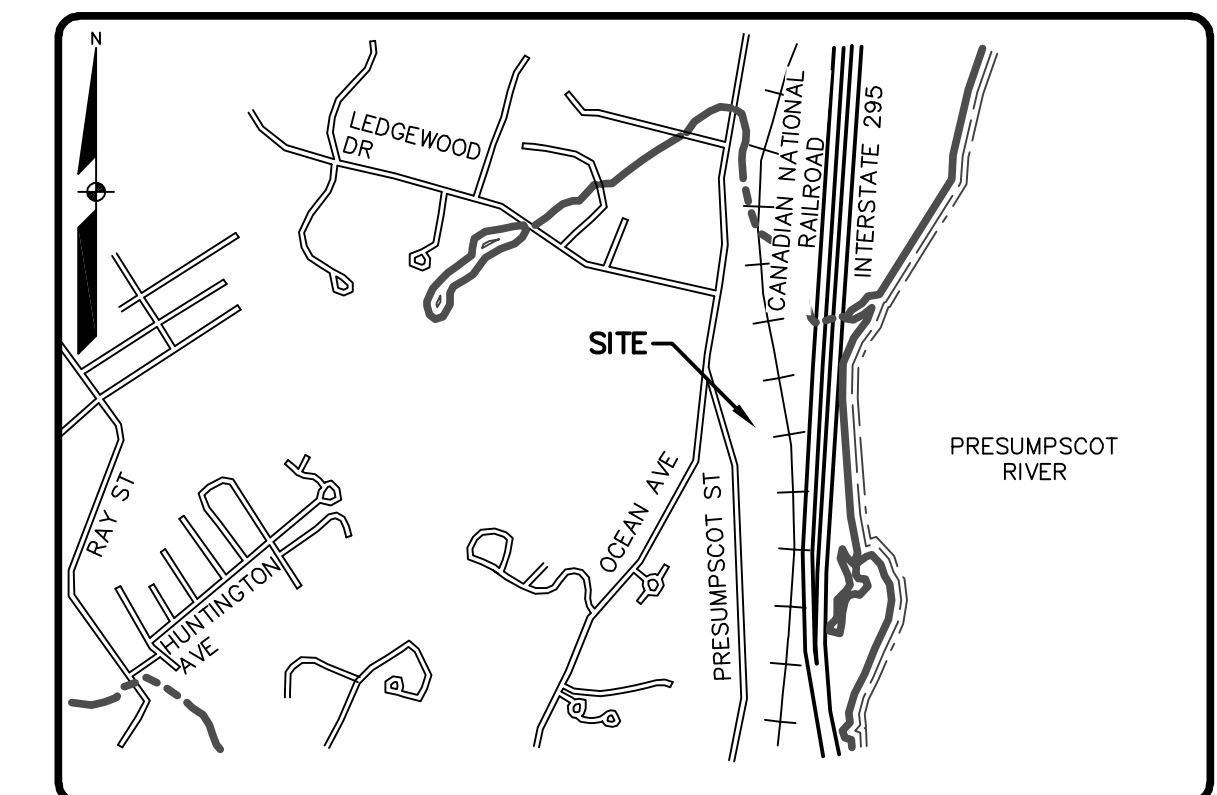 N
LEDGEWOOD
DR
CANADIAN NATIONAL
RAILROAD
INTERSTATE 295
SITE
PRESUMPSCOT
RIVER
RAY ST
OCEAN AVE
PRESUMPSCOT ST
HUNTINGTON
AVE